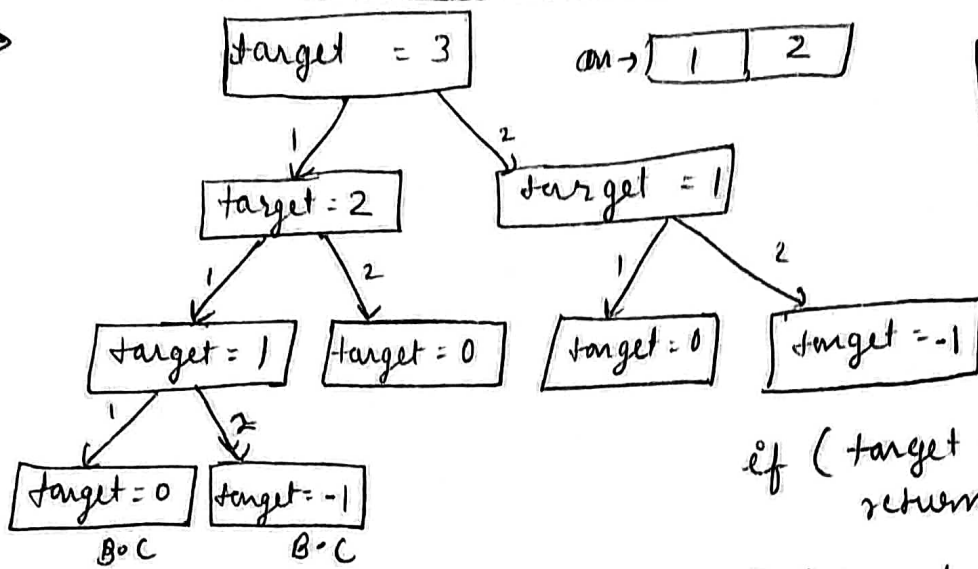 target = 3
arr → 1 2
1 2
target = 2
target = 1
1 2
1 2
target = 1
target = 0
target = 0
target = -1
1 2
if ( target
return
target = 0
target = -1
B.C B.C